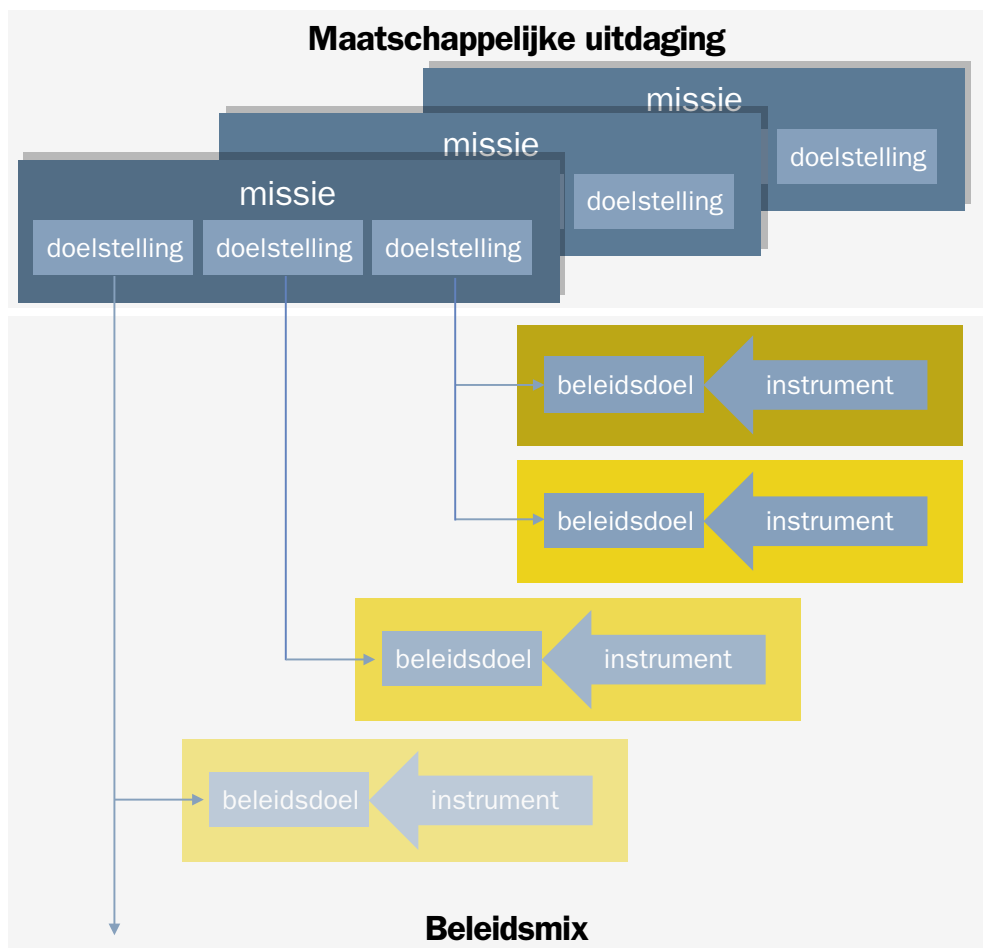 Maatschappelijke uitdaging
missie
doelstelling
missie
doelstelling
missie
doelstelling doelstelling doelstelling
beleidsdoel instrument
beleidsdoel instrument
beleidsdoel instrument
beleidsdoel instrument
Beleidsmix